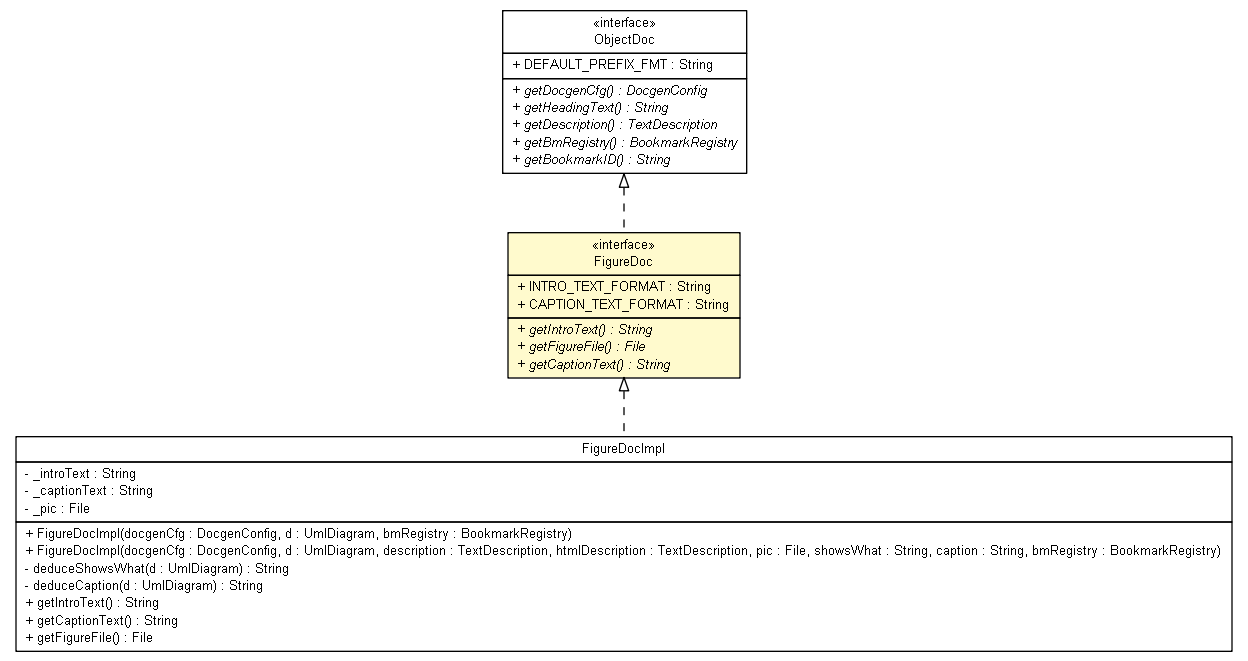 «interface»
ObjectDoc
+ DEFAULT_PREFIX_FMT : String
+ getDocgenCfg() : DocgenConfig
+ getHeadingText() : String
+ getDescription() : TextDescription
+ getBmRegistry() : BookmarkRegistry
+ getBookmarkID() : String
«interface»
FigureDoc
+ INTRO_TEXT_FORMAT : String
+ CAPTION_TEXT_FORMAT : String
+ getIntroText() : String
+ getFigureFile() : File
+ getCaptionText() : String
FigureDocImpl
- _introText : String
- _captionText : String
- _pic : File
+ FigureDocImpl(docgenCfg : DocgenConfig, d : UmlDiagram, bmRegistry : BookmarkRegistry)
+ FigureDocImpl(docgenCfg : DocgenConfig, d : UmlDiagram, description : TextDescription, htmlDescription : TextDescription, pic : File, showsWhat : String, caption : String, bmRegistry : BookmarkRegistry)
- deduceShowsWhat(d : UmlDiagram) : String
- deduceCaption(d : UmlDiagram) : String
+ getIntroText() : String
+ getCaptionText() : String
+ getFigureFile() : File